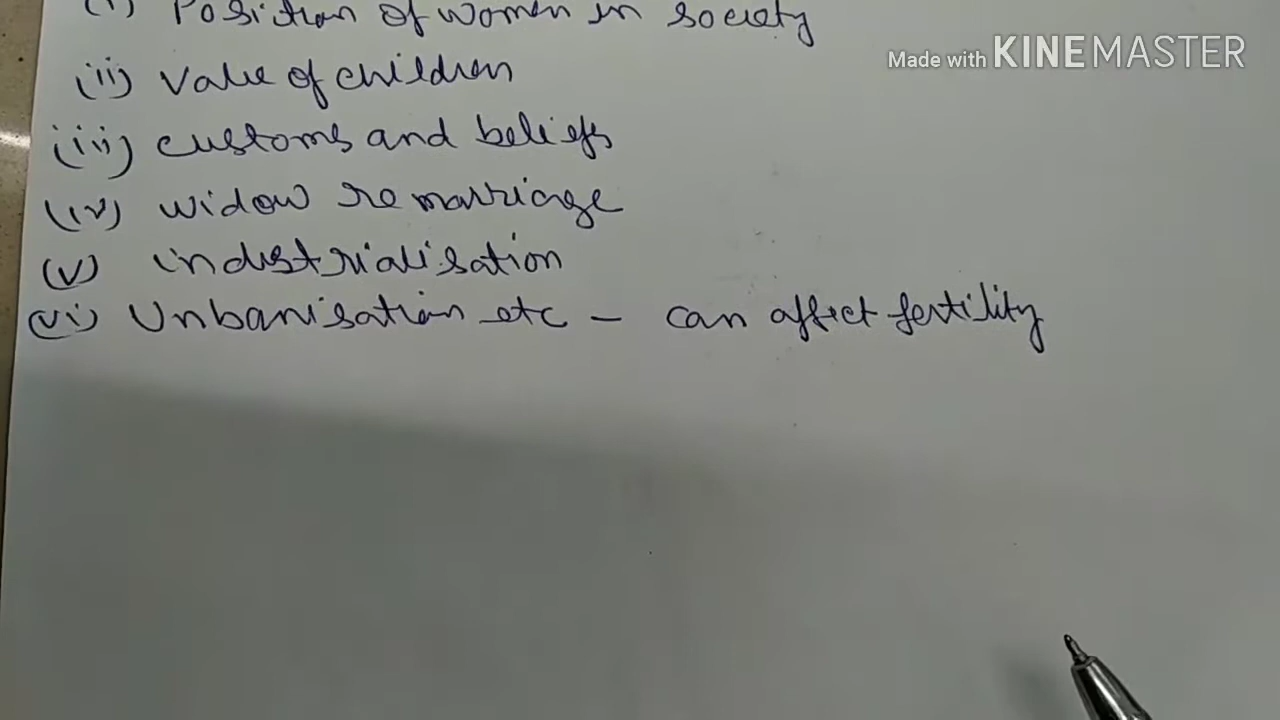 (i) Position of women in society
Made with KINEMASTER
(ii) Value of children
(iii) customs and beliefs
(iv) widow remarriage
(v) industrialisation
(vi) Urbanisation etc - can affect fertility